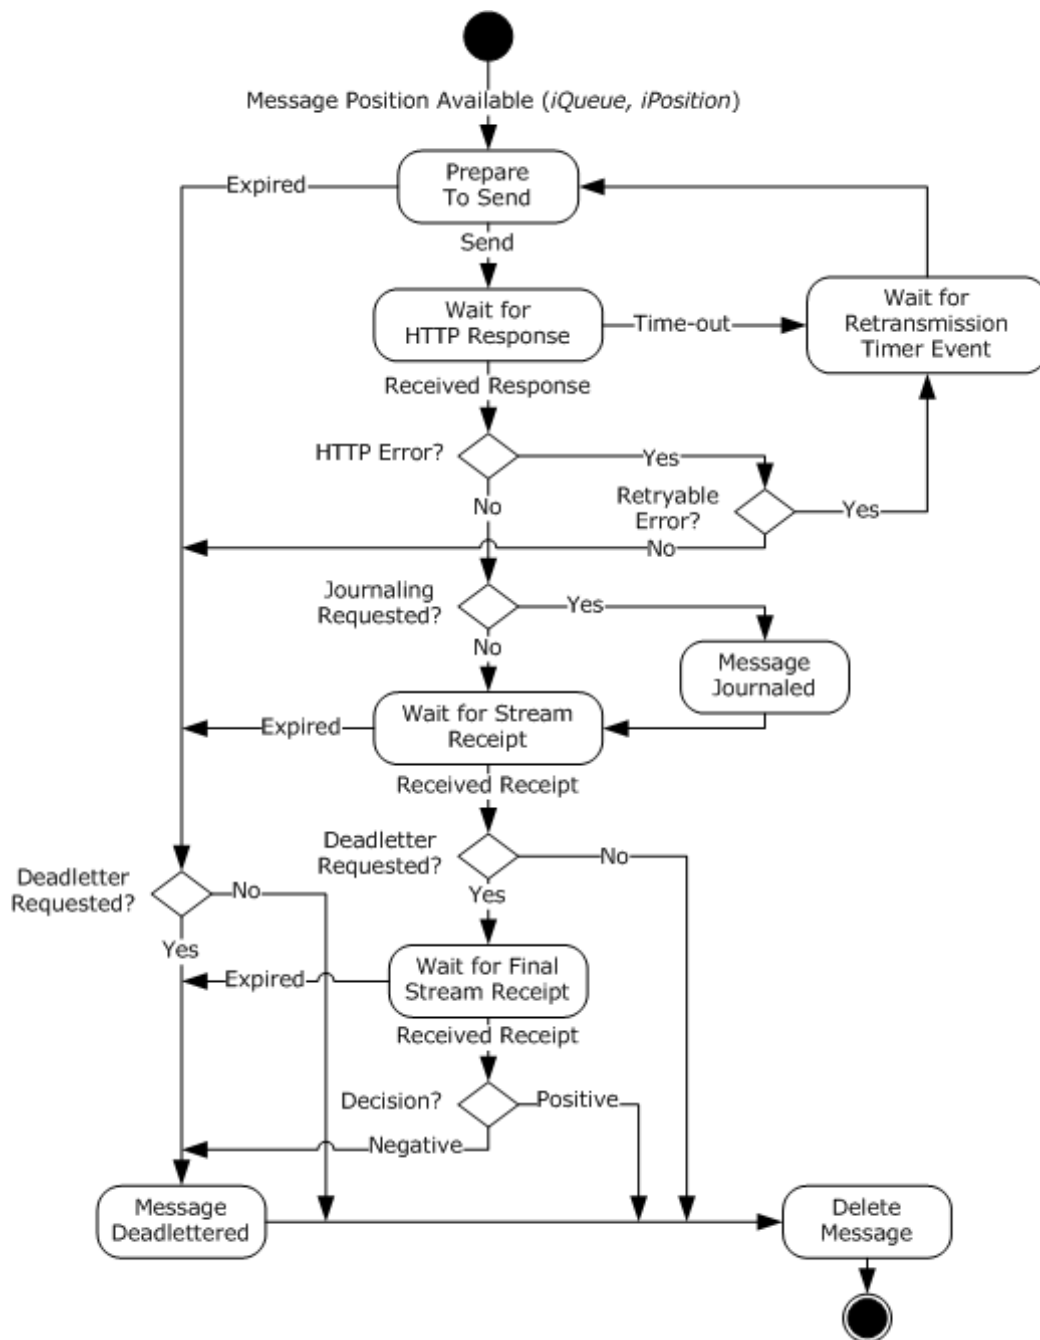 Message Position Available (iQueue, iPosition)
Expired
Prepare
To Send
Send
Wait for
HTTP Response
Time-out
Wait for
Retransmission
Timer Event
Received Response
HTTP Error?
Yes
No
Retryable
Error?
Yes
No
Journaling
Requested?
Yes
No
Message
Journaled
Expired
Wait for Stream
Receipt
Received Receipt
Deadletter
Requested?
No
Yes
Deadletter
Requested?
No
Yes
Expired
Wait for Final
Stream Receipt
Received Receipt
Decision?
Positive
Negative
Message
Deadlettered
Delete
Message